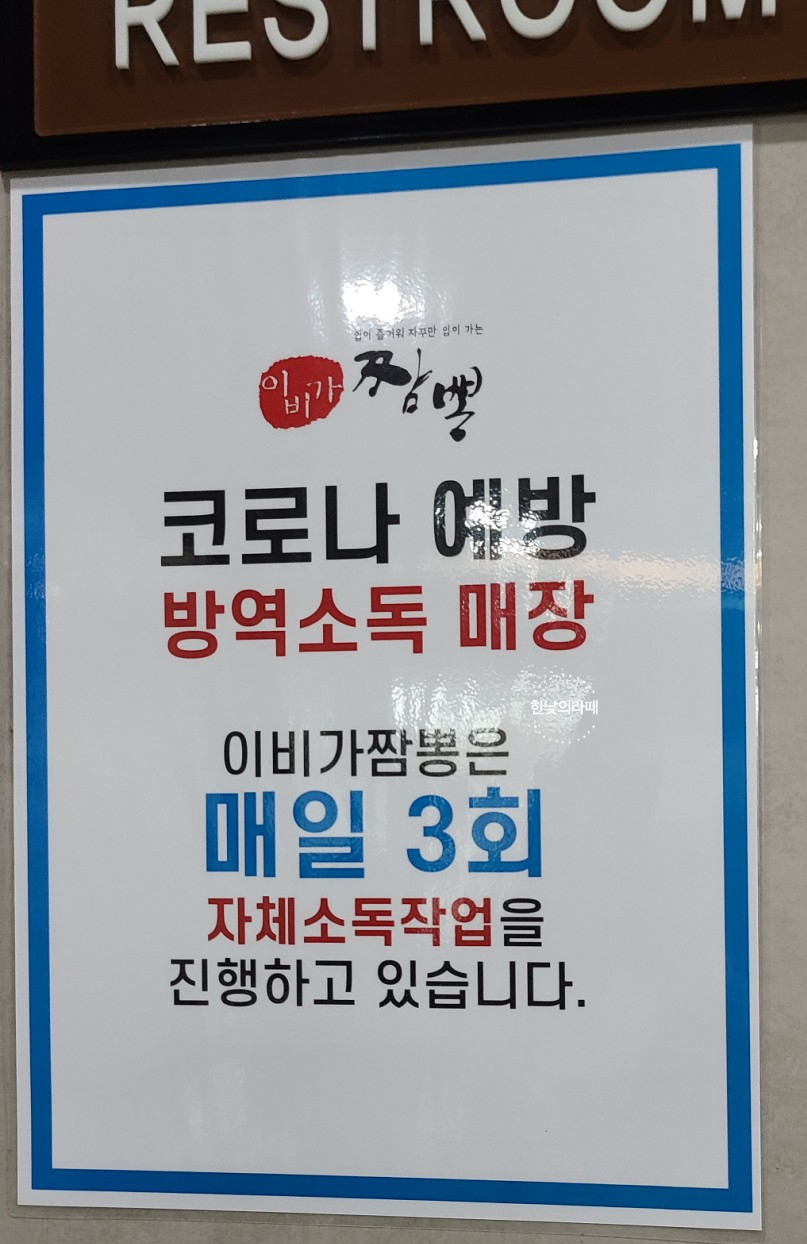 RESTROOM
입이 즐거워 자꾸만 입이 가는
이비가 짬뽕
코로나 예방
방역소독 매장
한낮의라떼
이비가짬뽕은
매일 3회
자체소독작업을
진행하고 있습니다.